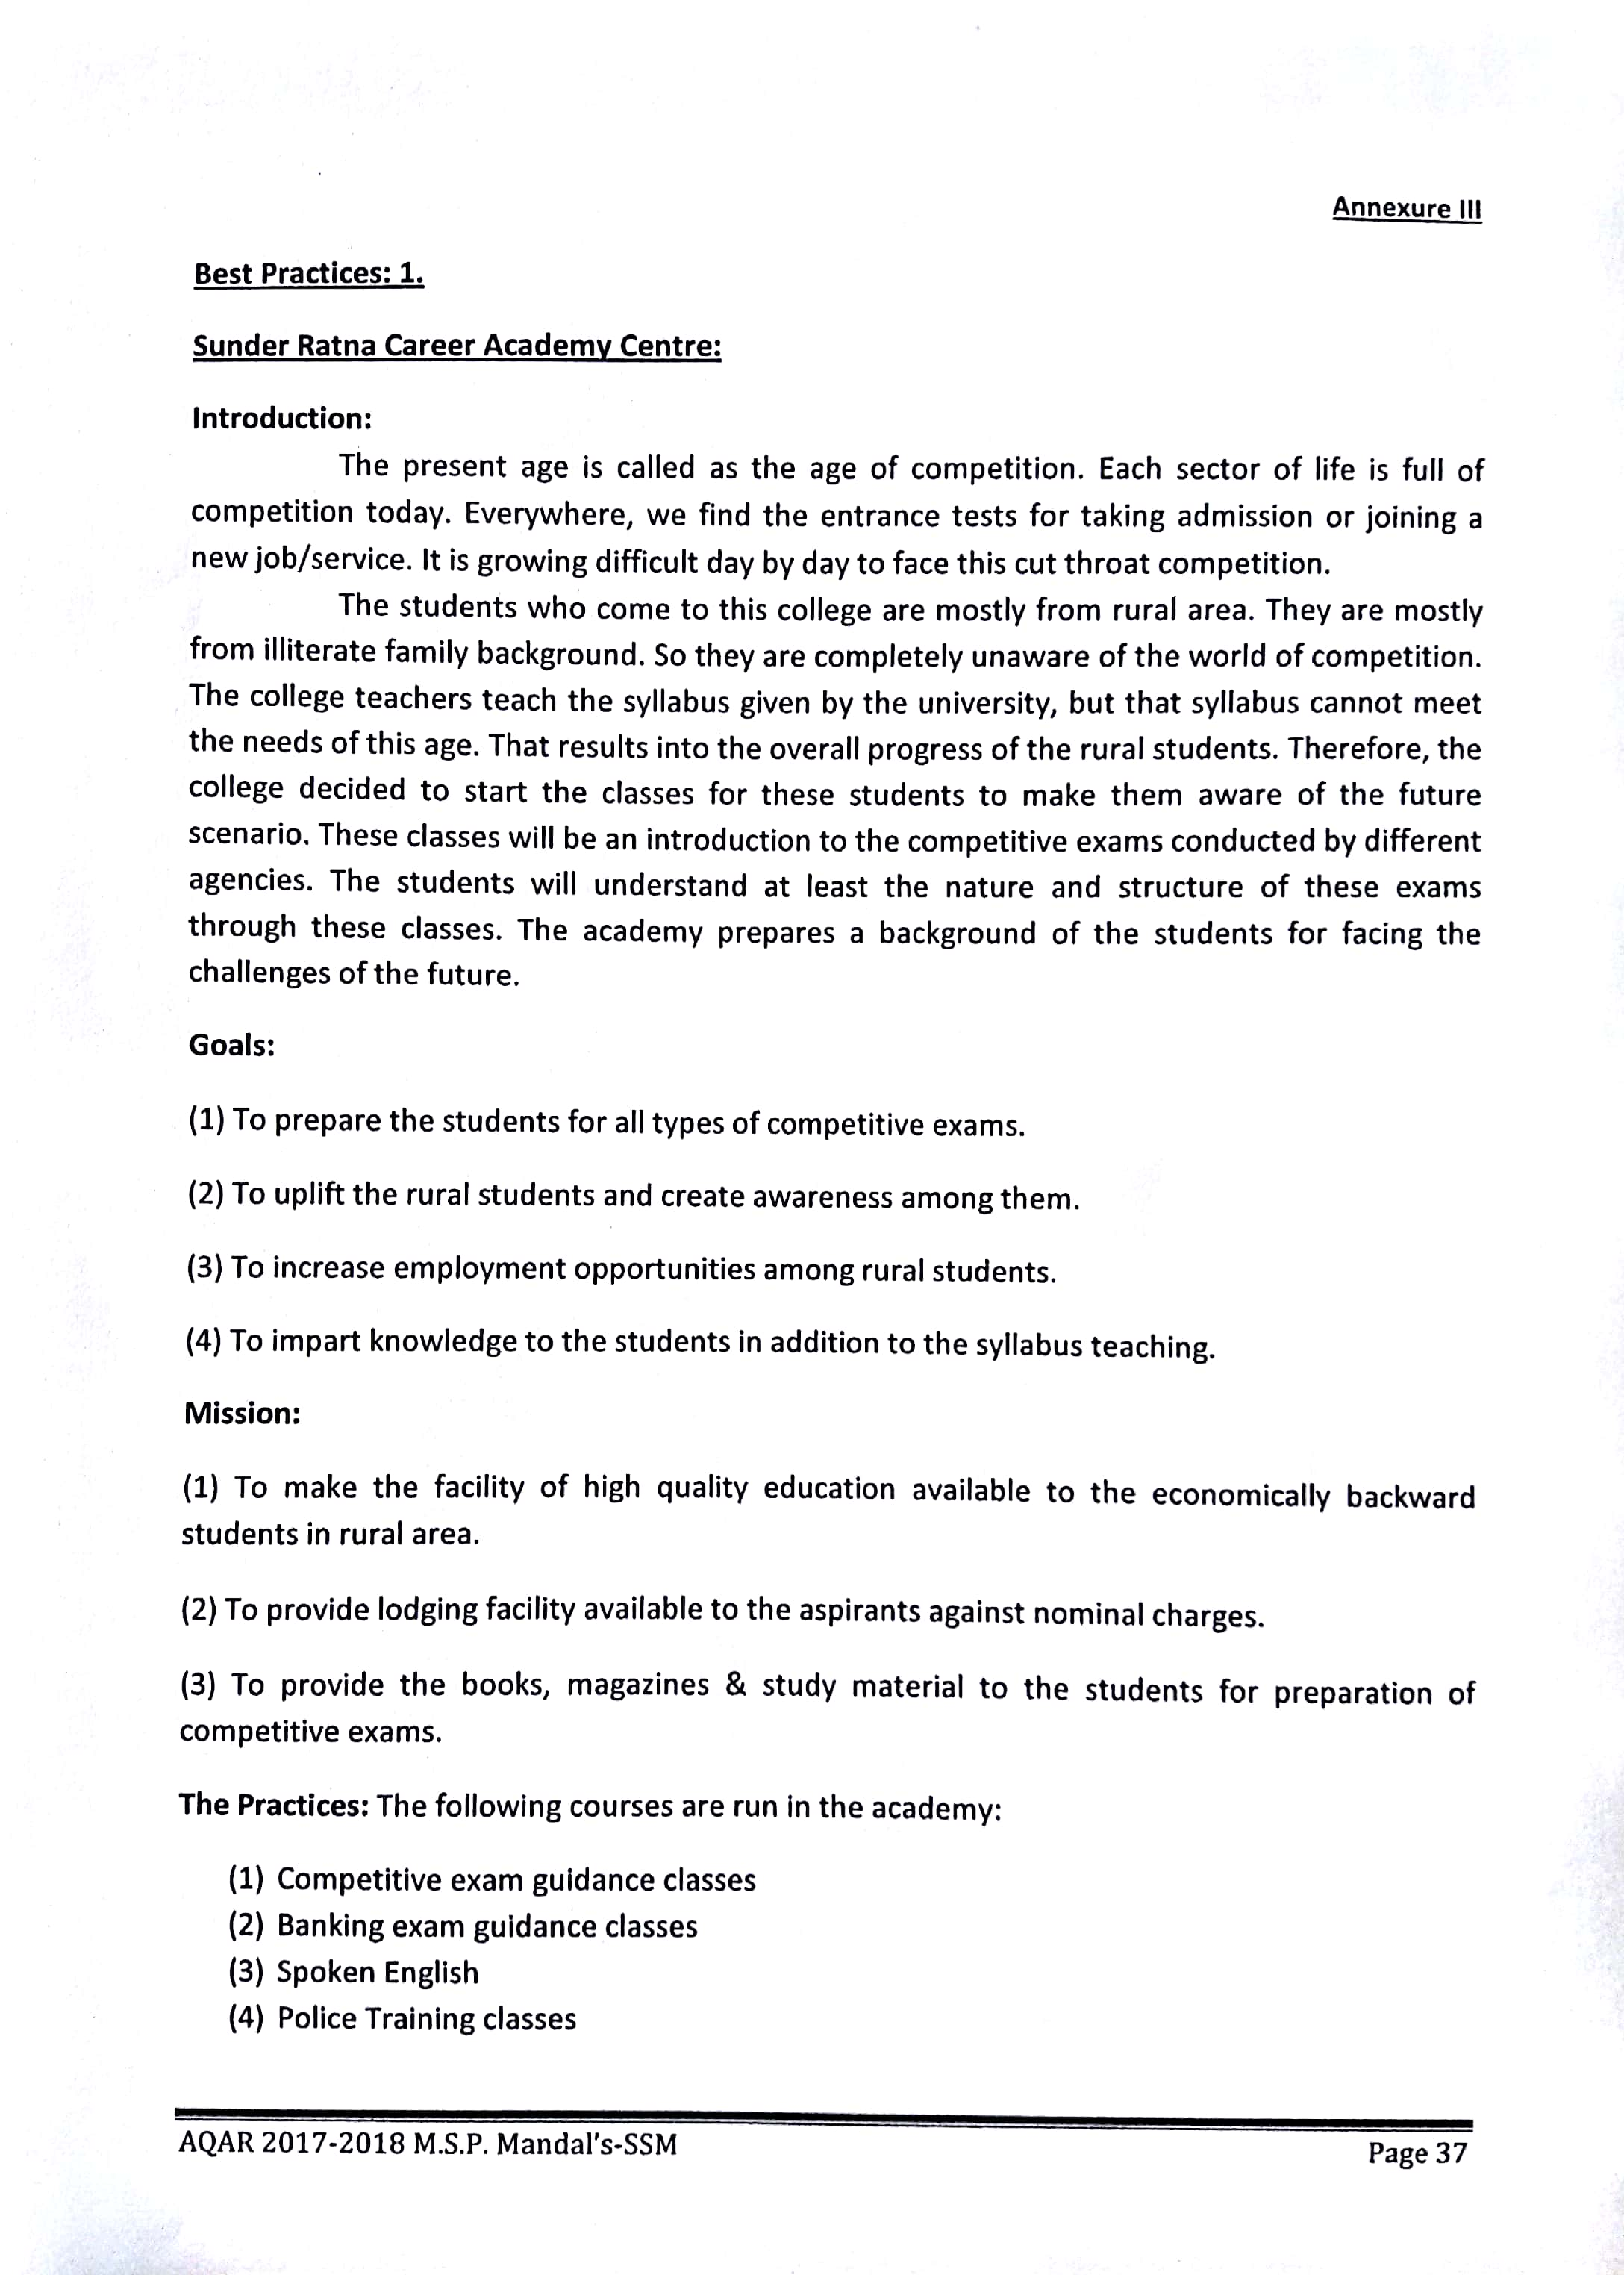 Annexure III
Best Practices: 1.
Sunder Ratna Career Academy Centre:
Introduction:
The present age is called as the age of competition. Each sector of life is full of
competition today. Everywhere, we find the entrance tests for taking admission or joining a
new job/service. It is growing difficult day by day to face this cut throat competition.
The students who come to this college are mostly from rural area. They are mostly
from illiterate family background. So they are completely unaware of the world of competition.
The college teachers teach the syllabus given by the university, but that syllabus cannot meet
the needs of this age. That results into the overall progress of the rural students. Therefore, the
college decided to start the classes for these students to make them aware of the future
scenario. These classes will be an introduction to the competitive exams conducted by different
agencies. The students will understand at least the nature and structure of these exams
through these classes. The academy prepares a background of the students for facing the
challenges of the future.
Goals:
(1) To prepare the students for all types of competitive exams.
(2) To uplift the rural students and create awareness among them.
(3) To increase employment opportunities among rural students.
(4) To impart knowledge to the students in addition to the syllabus teaching.
Mission:
(1) To make the facility of high quality education available to the economically backward
students in rural area.
(2) To provide lodging facility available to the aspirants against nominal charges.
(3) To provide the books, magazines & study material to the students for preparation of
competitive exams.
The Practices: The following courses are run in the academy:
(1) Competitive exam guidance classes
(2) Banking exam guidance classes
(3) Spoken English
(4) Police Training classes
AQAR 2017-2018 M.S.P. Mandal's-SSM
Page 37